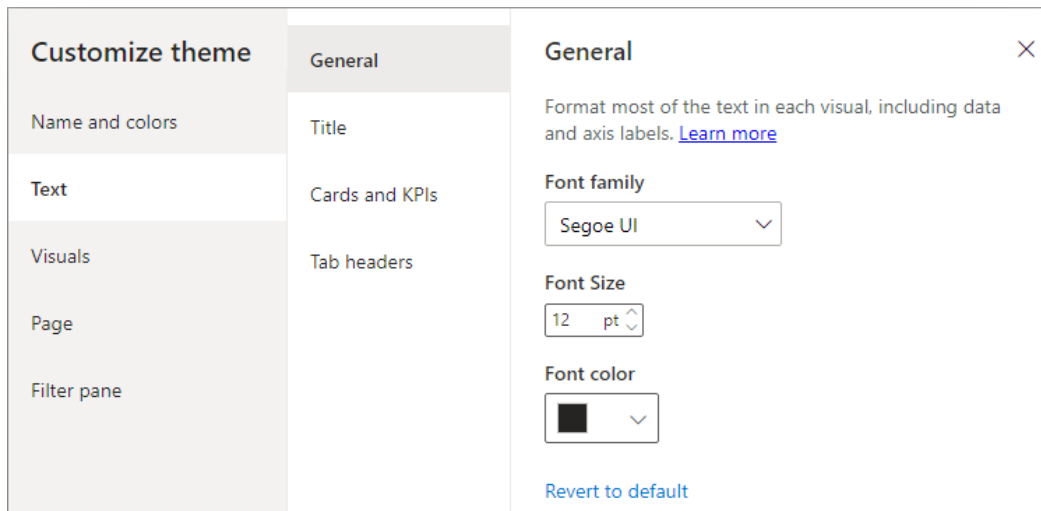 Customize theme
Name and colors
Text
Visuals
Page
Filter pane
General
Title
Cards and KPIs
Tab headers
General
Format most of the text in each visual, including data
and axis labels. Learn more
Font family
Segoe UI
Font Size
12 pt
Font color
Revert to default